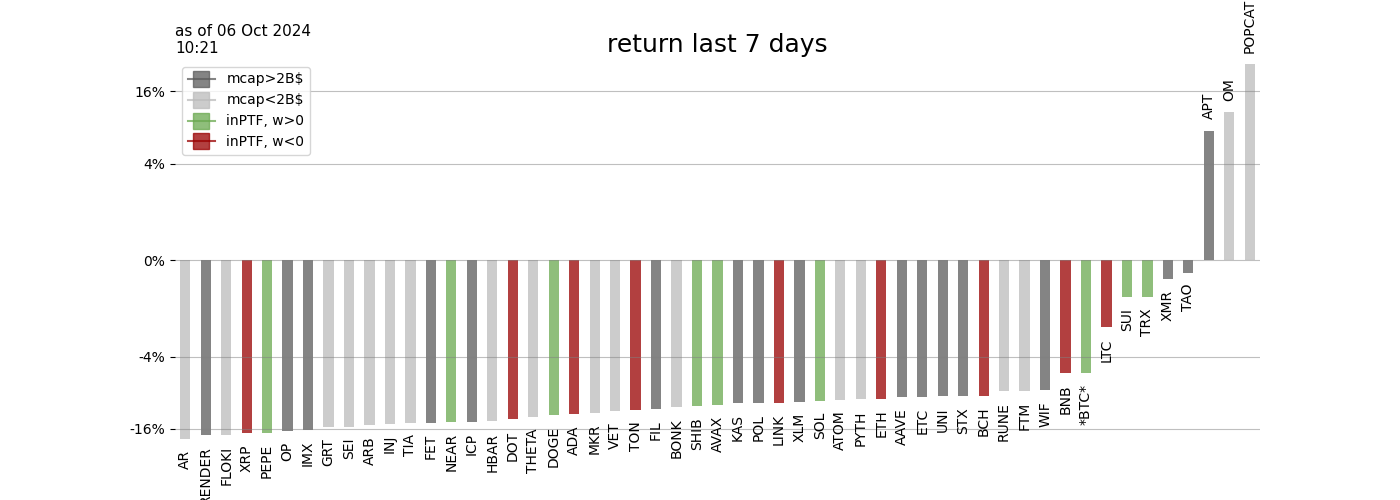 as of 06 Oct 2024
10:21
return last 7 days
mcap>2B$
mcap<2B$
inPTF, w>0
inPTF, w<0
16%
4%
0%
-4%
-16%
AR
RENDER
FLOKI
XRP
PEPE
OP
IMX
GRT
SEI
ARB
INJ
TIA
FET
NEAR
ICP
HBAR
DOT
THETA
DOGE
ADA
MKR
VET
TON
FIL
BONK
SHIB
AVAX
KAS
POL
LINK
XLM
SOL
ATOM
PYTH
ETH
AAVE
ETC
UNI
STX
BCH
RUNE
FTM
WIF
BNB
*BTC*
LTC
SUI
TRX
XMR
TAO
APT
OM
POPCAT